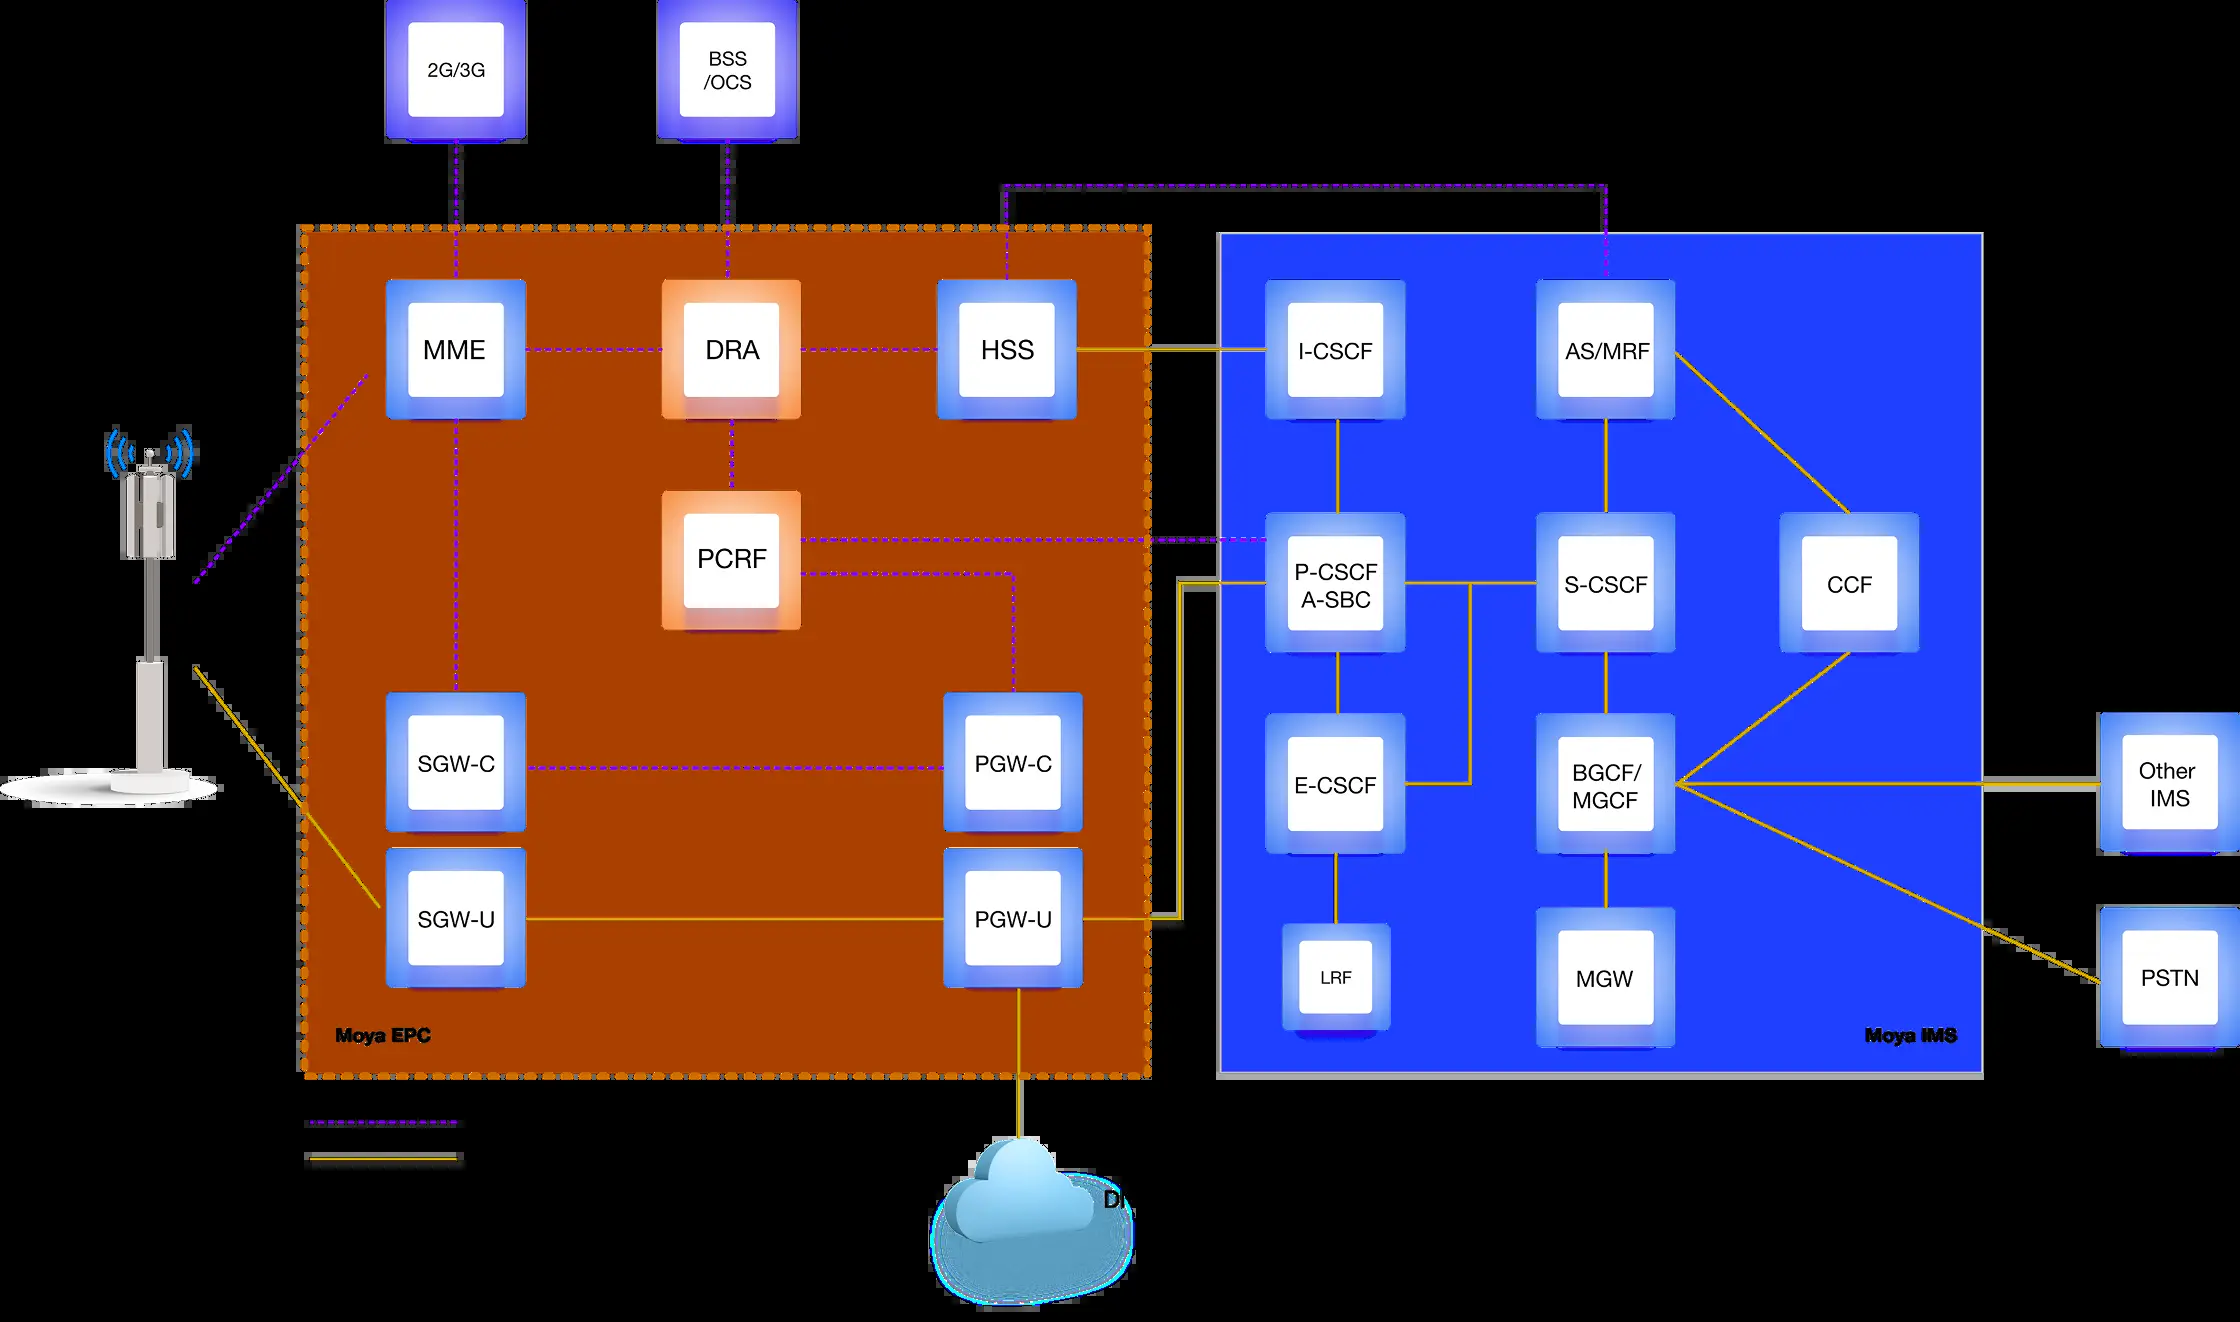 2G/3G
BSS
/OCS
MME
DRA
HSS
I-CSCF
AS/MRF
PCRF
P-CSCF
A-SBC
S-CSCF
CCF
SGW-C
PGW-C
E-CSCF
BGCF/
MGCF
Other
IMS
SGW-U
PGW-U
LRF
MGW
PSTN
Moya EPC
Moya IMS